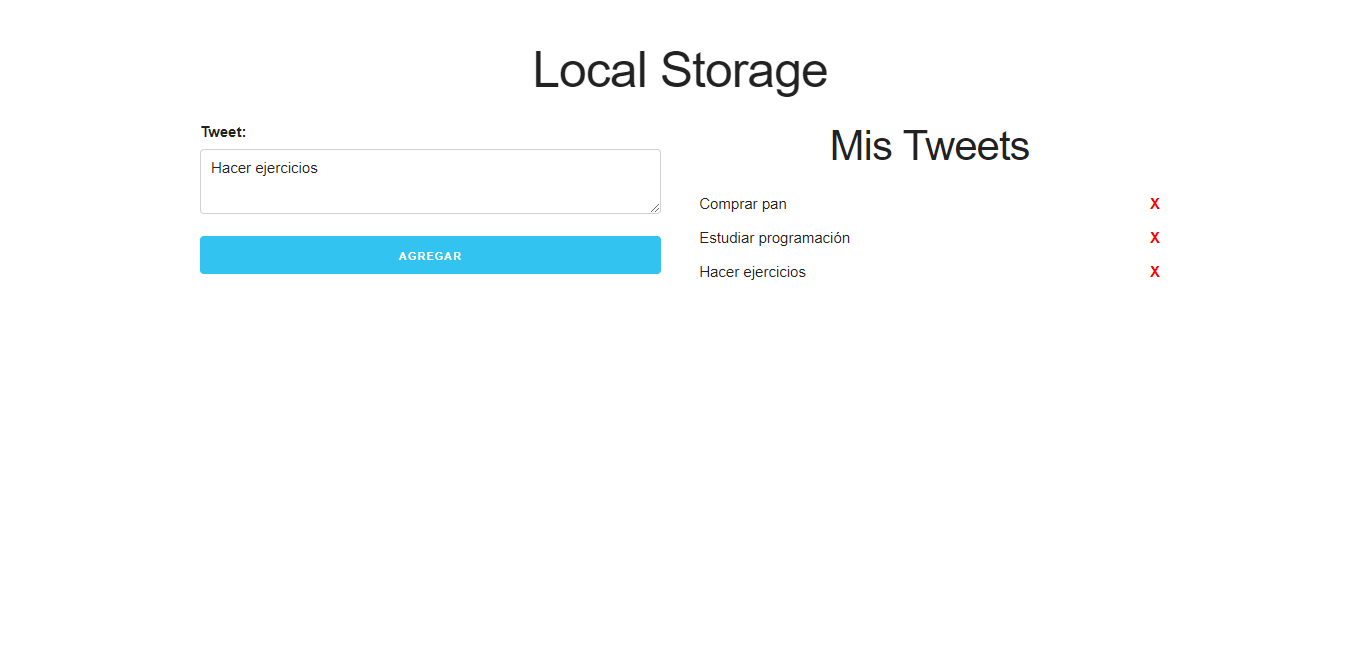 Local Storage
Tweet:
Hacer ejercicios
AGREGAR
Mis Tweets
Comprar pan X
Estudiar programación X
Hacer ejercicios X